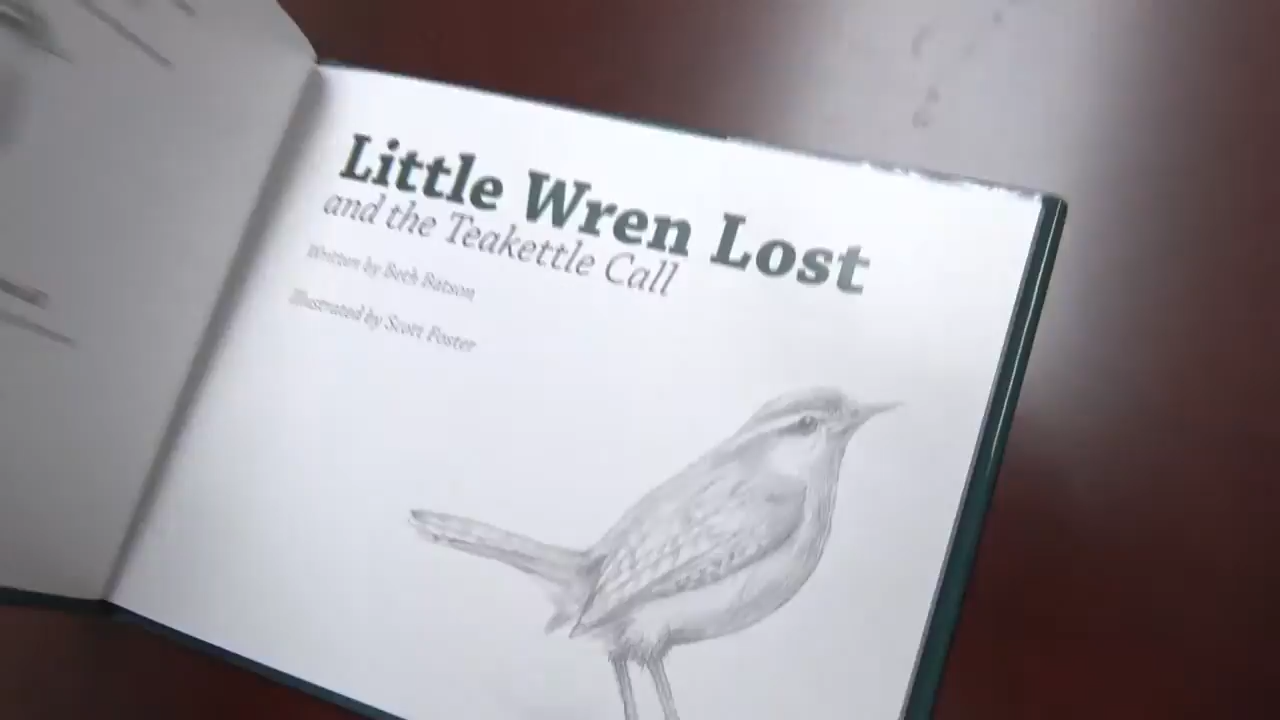 Little Wren Lost
and the Teakettle Call
Written by Beth Batson
Illustrated by Scott Foster